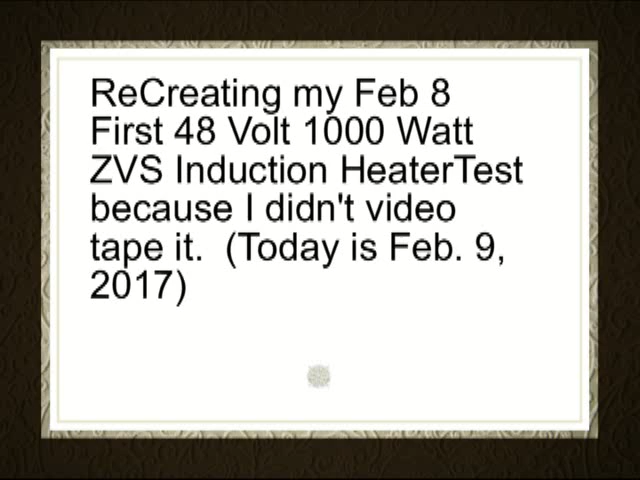 ReCreating my Feb 8
First 48 Volt 1000 Watt
ZVS Induction HeaterTest
because I didn't video
tape it.  (Today is Feb. 9,
2017)